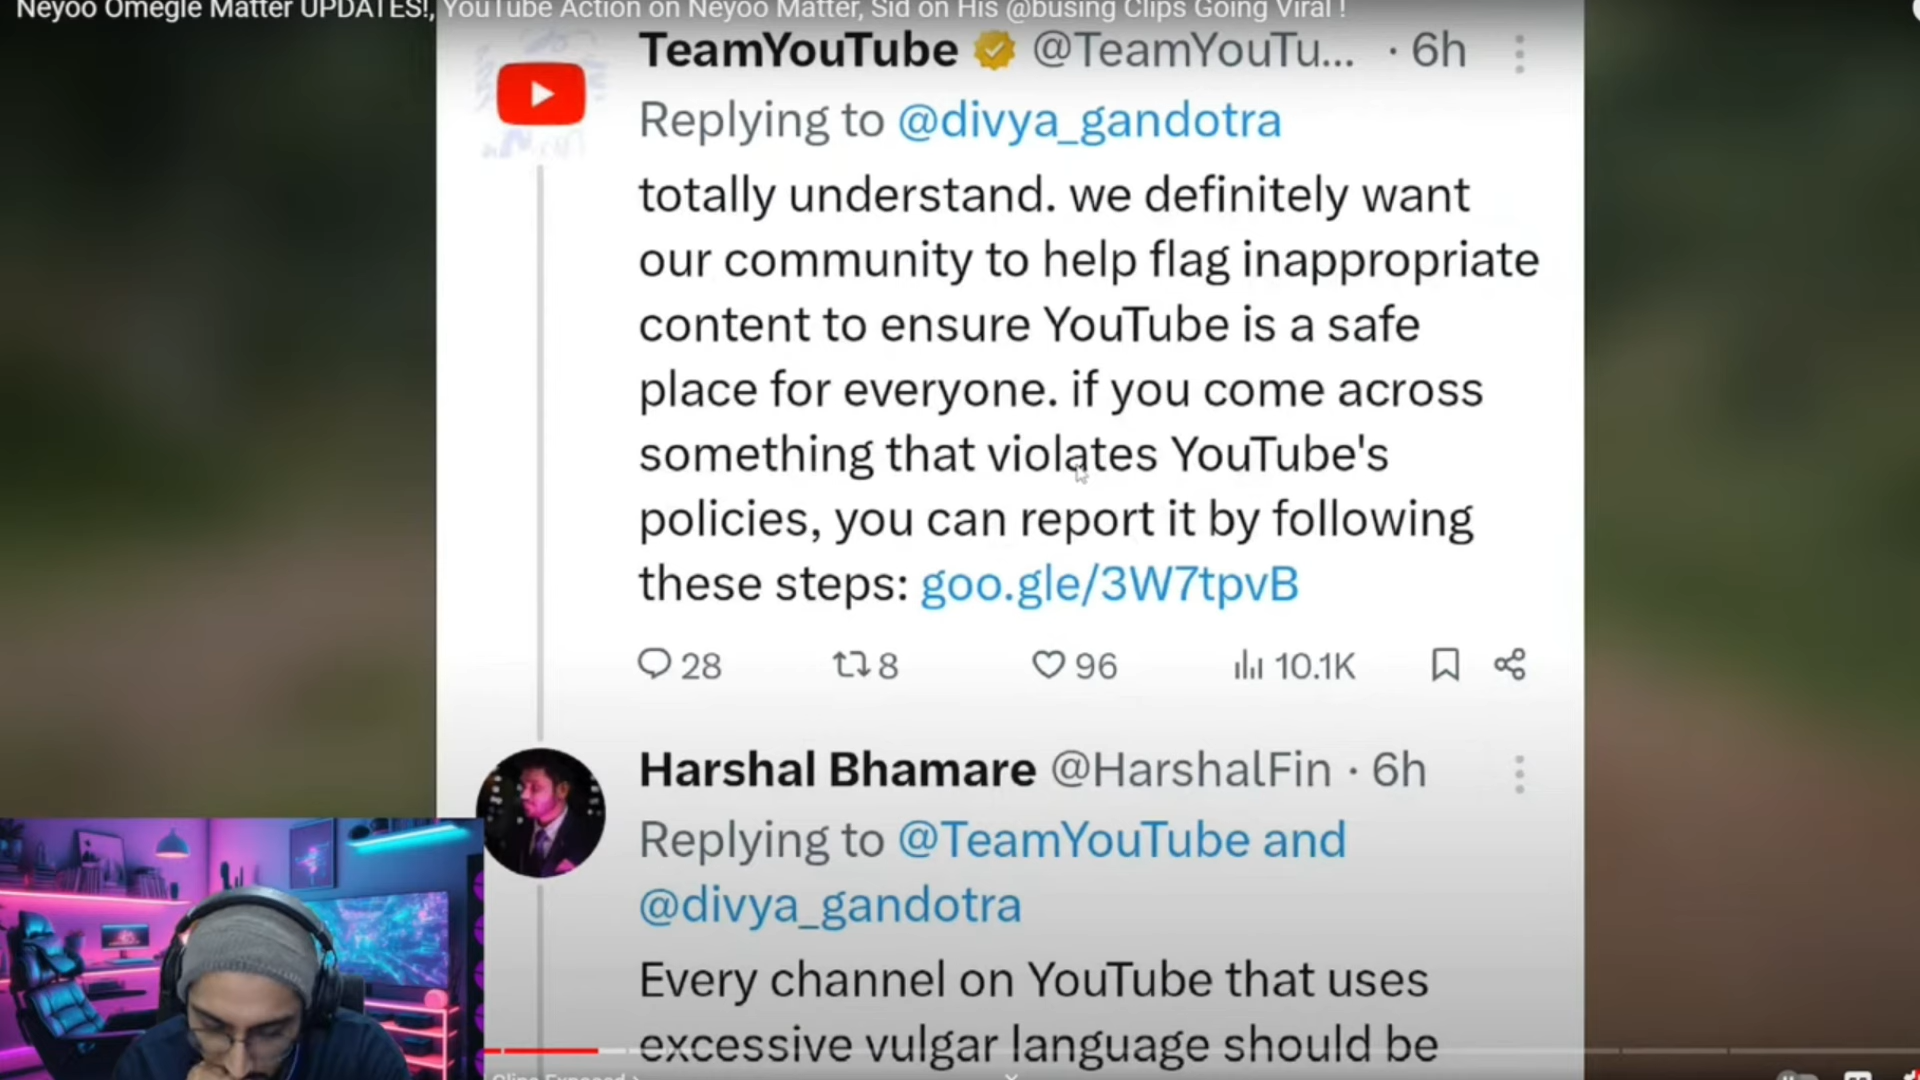 Neyoo Omegle Matter UPDATES!, YouTube Action on Neyoo Matter, Sid on His @busing Clips Going Viral !
TeamYouTube @TeamYouTu... · 6h
Replying to @divya_gandotra
totally understand. we definitely want
our community to help flag inappropriate
content to ensure YouTube is a safe
place for everyone. if you come across
something that violates YouTube's
policies, you can report it by following
these steps: goo.gle/3W7tpvB
28 8 96 10.1K
Harshal Bhamare @HarshalFin · 6h
Replying to @TeamYouTube and
@divya_gandotra
Every channel on YouTube that uses
excessive vulgar language should be